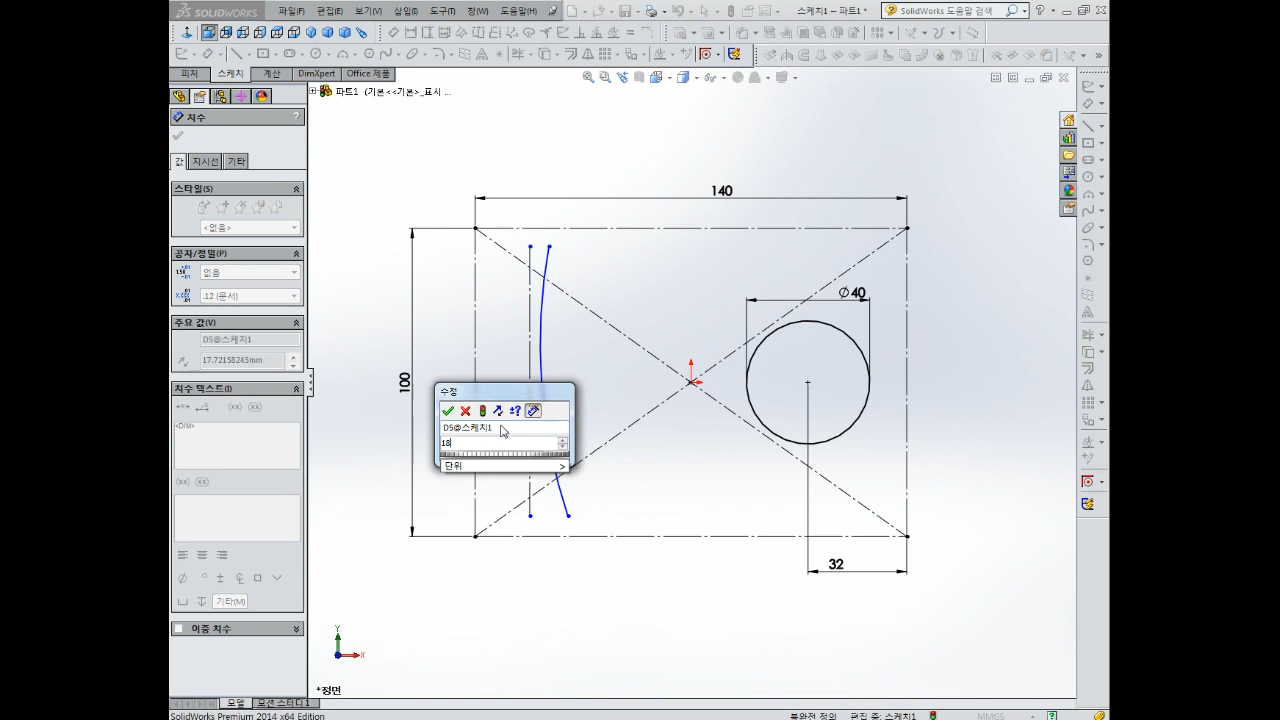 SOLIDWORKS 파일(F) 편집(E) 보기(V) 삽입(I) 도구(T) 창(W) 도움말(H) 스케치1 – 파트1 * SolidWorks 도움말 검색
피처 스케치 계산 DimXpert Office 제품
파트1 (기본<<기본>_표시 ...
치수 ?
값 지시선 기타
스타일(S)
<없음>
공차/정밀(P)
없음
.12 (문서)
주요 값(V)
D5@스케치1
17.72158243mm
치수 텍스트(I)
<DIM>
기타(M)
이중 치수
140
100
Ø40
32
수정
D5@스케치1
18
단위 >
Y
X
*정면
모델 모션 스터디1
SolidWorks Premium 2014 x64 Edition 불완전 정의 편집 중: 스케치1 MMGS